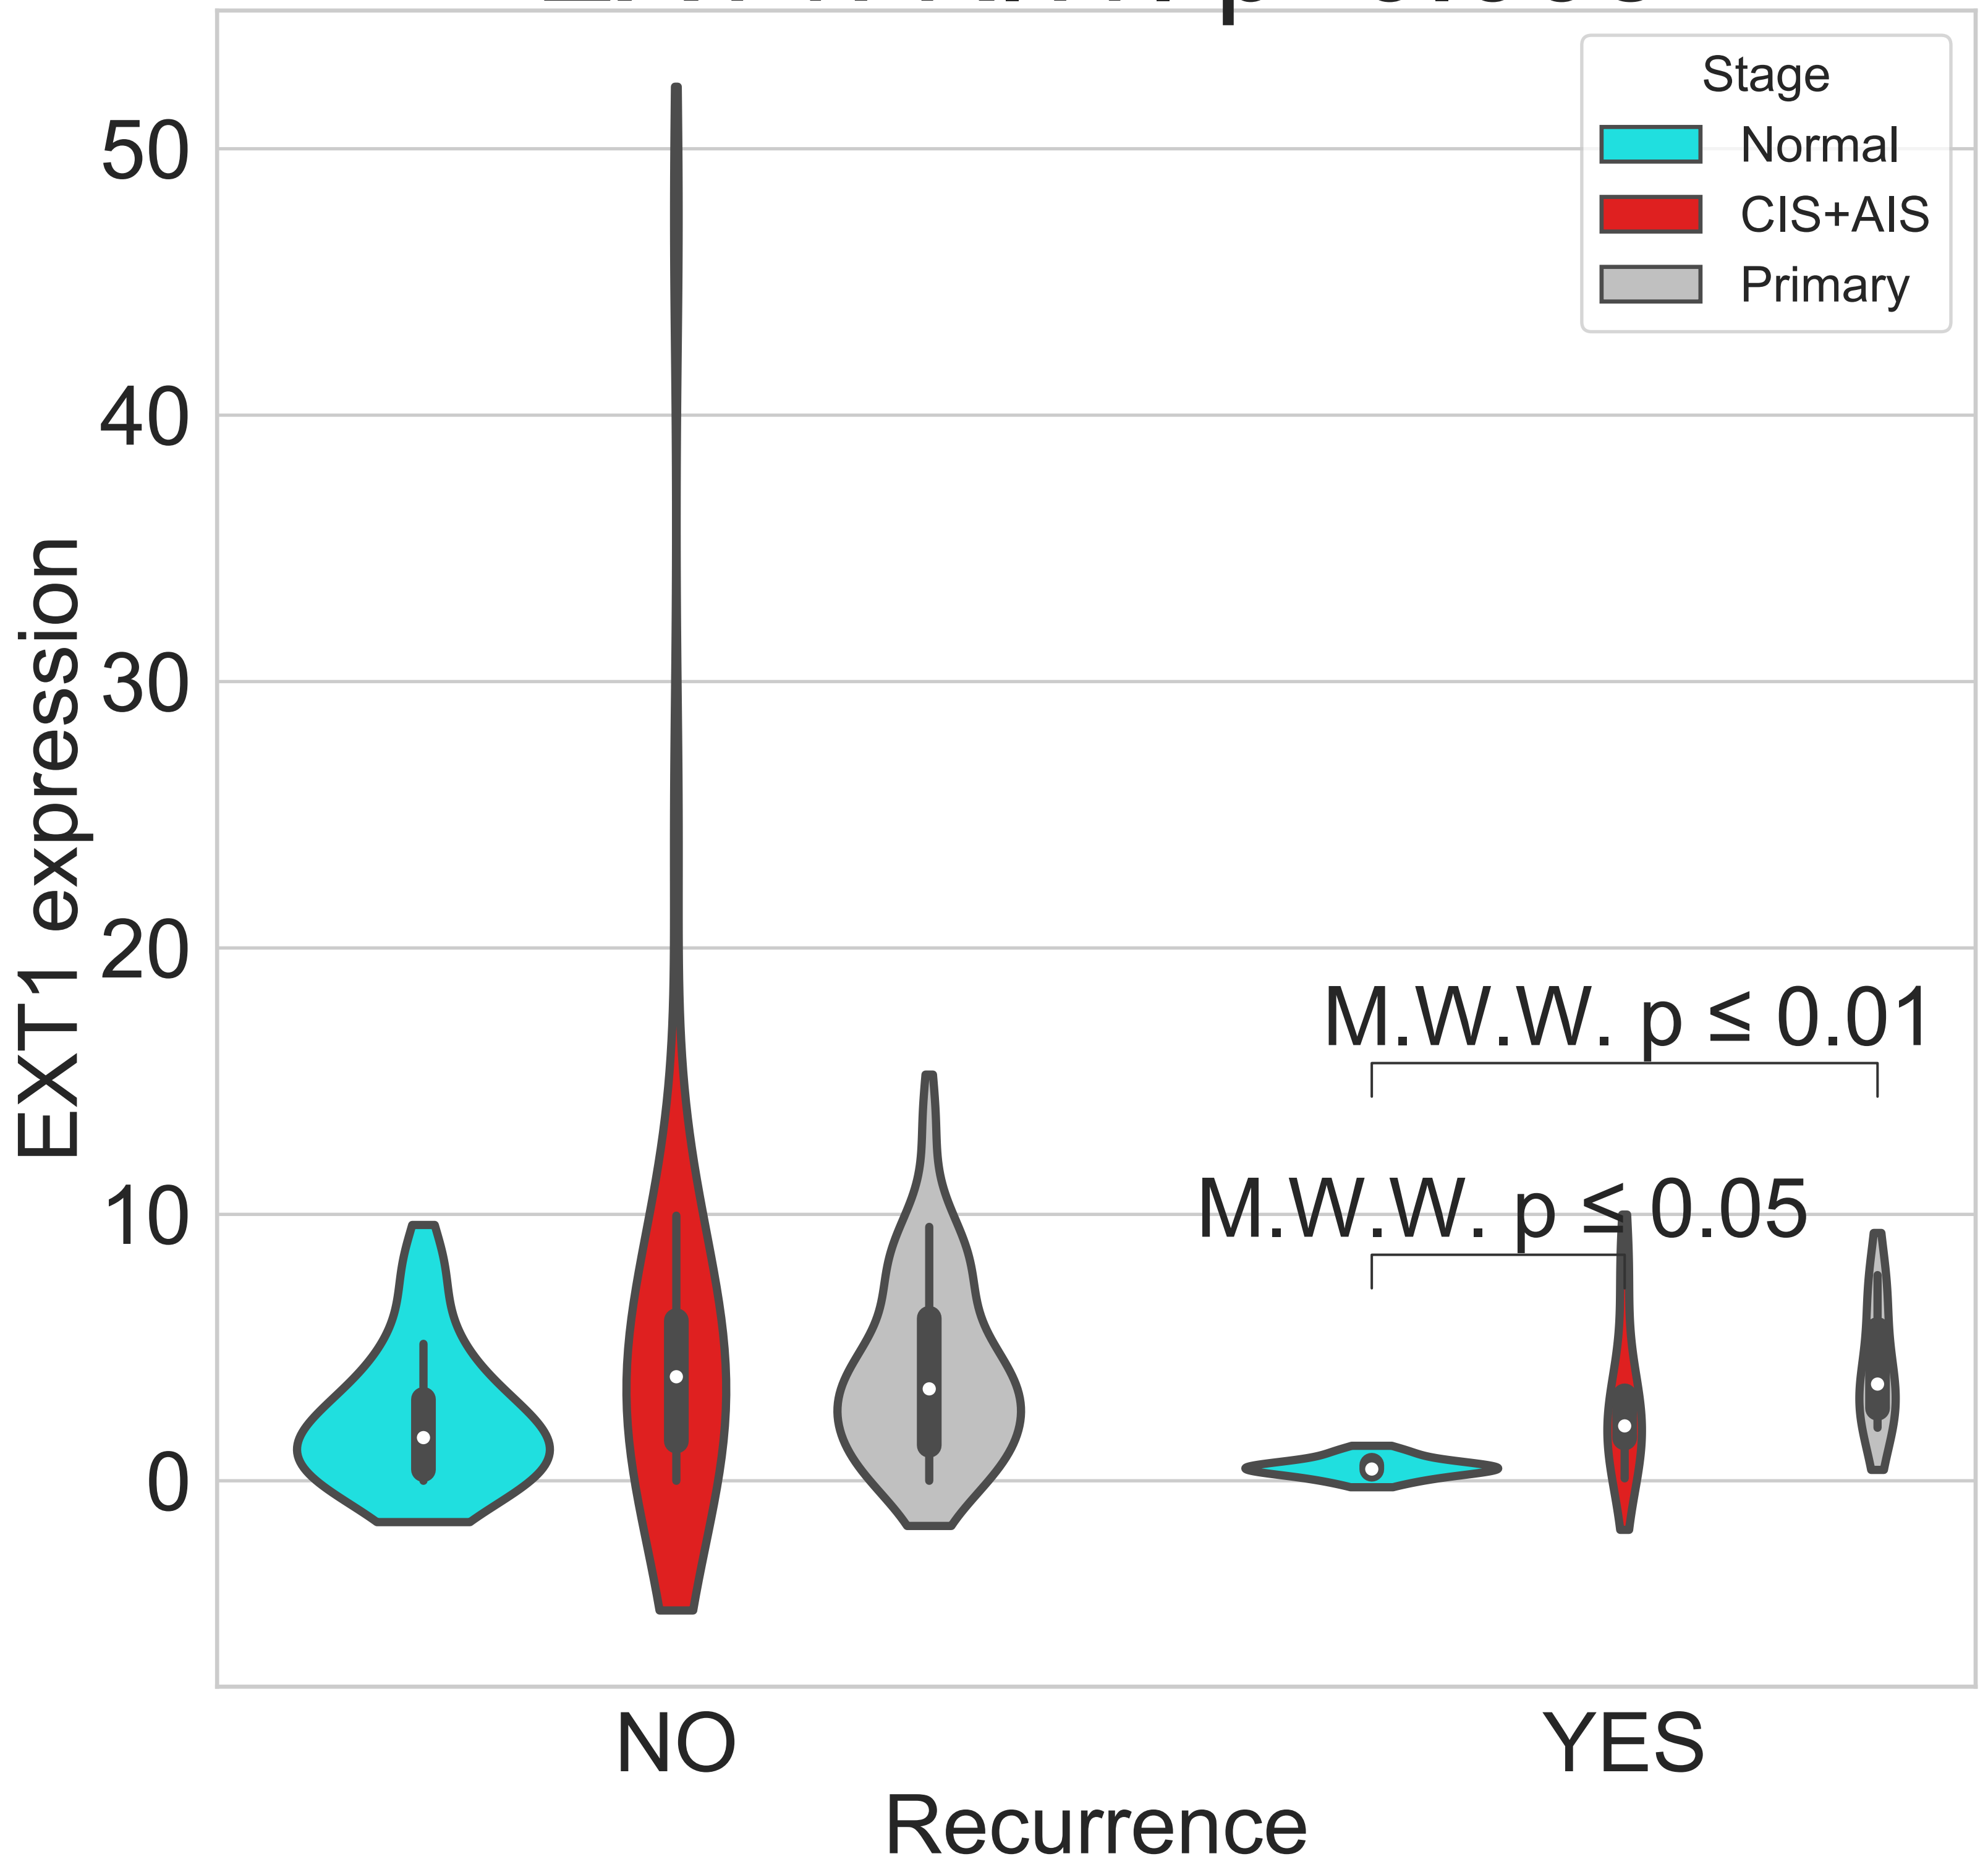 Stage
Normal
CIS+AIS
Primary
50
40
30
20
10
0
EXT1 expression
M.W.W. p ≤ 0.01
M.W.W. p ≤ 0.05
NO
YES
Recurrence